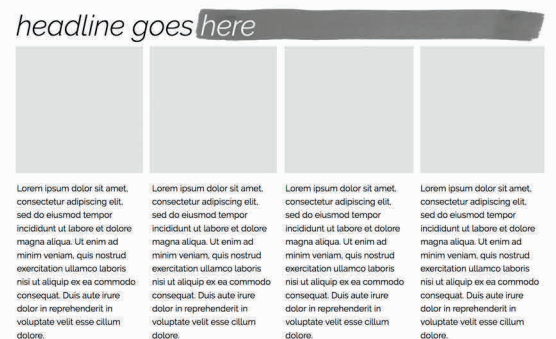 headline goes here
Lorem ipsum dolor sit amet,
consectetur adipiscing elit,
sed do eiusmod tempor
incididunt ut labore et dolore
magna aliqua. Ut enim ad
minim veniam, quis nostrud
exercitation ullamco laboris
nisi ut aliquip ex ea commodo
consequat. Duis aute irure
dolor in reprehenderit in
voluptate velit esse cillum
dolore.
Lorem ipsum dolor sit amet,
consectetur adipiscing elit,
sed do eiusmod tempor
incididunt ut labore et dolore
magna aliqua. Ut enim ad
minim veniam, quis nostrud
exercitation ullamco laboris
nisi ut aliquip ex ea commodo
consequat. Duis aute irure
dolor in reprehenderit in
voluptate velit esse cillum
dolore.
Lorem ipsum dolor sit amet,
consectetur adipiscing elit,
sed do eiusmod tempor
incididunt ut labore et dolore
magna aliqua. Ut enim ad
minim veniam, quis nostrud
exercitation ullamco laboris
nisi ut aliquip ex ea commodo
consequat. Duis aute irure
dolor in reprehenderit in
voluptate velit esse cillum
dolore.
Lorem ipsum dolor sit amet,
consectetur adipiscing elit,
sed do eiusmod tempor
incididunt ut labore et dolore
magna aliqua. Ut enim ad
minim veniam, quis nostrud
exercitation ullamco laboris
nisi ut aliquip ex ea commodo
consequat. Duis aute irure
dolor in reprehenderit in
voluptate velit esse cillum
dolore.